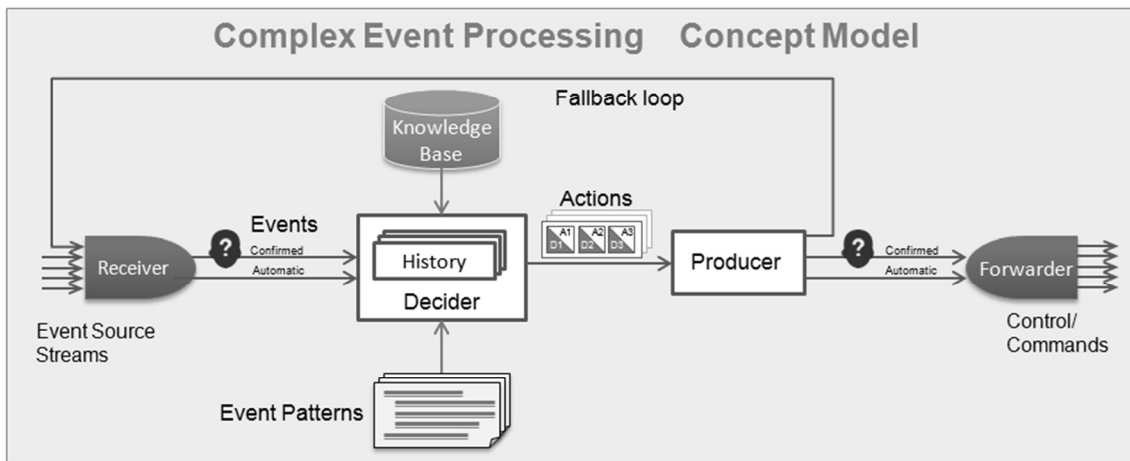 Complex Event Processing Concept Model
Fallback loop
Knowledge
Base
Actions
Events
A1 A2 A3
D1 D2 D3
?
Confirmed
Automatic
Receiver
History
Decider
Producer
?
Confirmed
Automatic
Forwarder
Event Source
Streams
Control/
Commands
Event Patterns